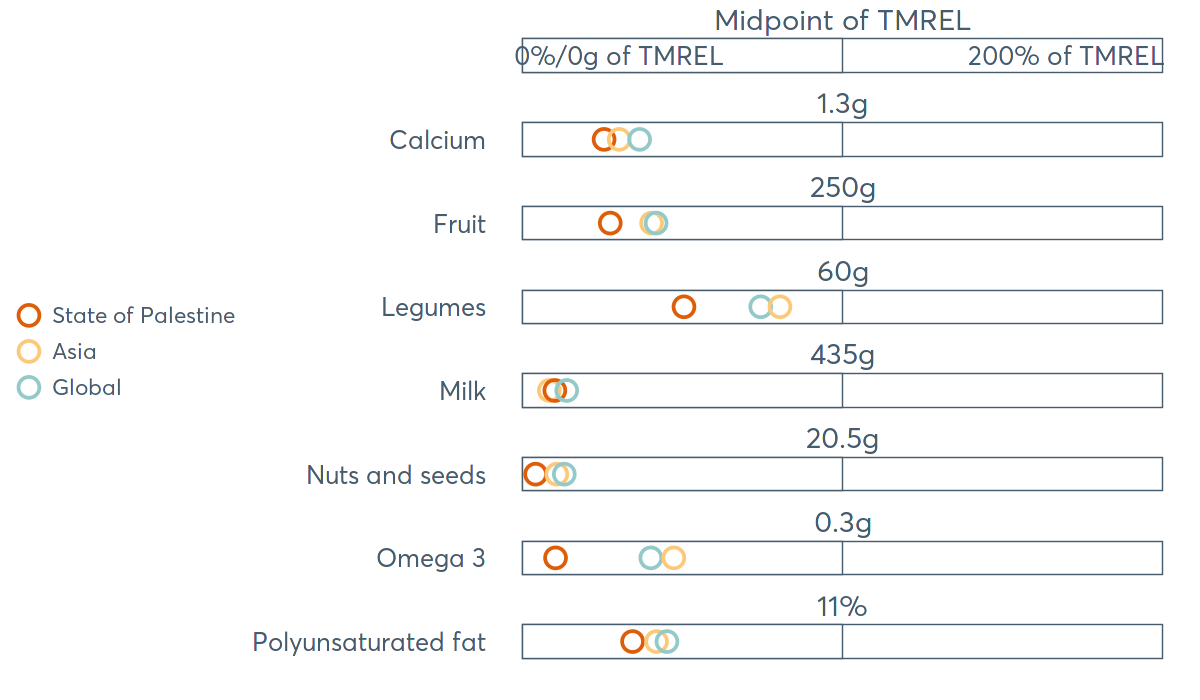 Midpoint of TMREL
0%/0g of TMREL
200% of TMREL
1.3g
Calcium
250g
Fruit
60g
Legumes
435g
Milk
20.5g
Nuts and seeds
0.3g
Omega 3
11%
Polyunsaturated fat
State of Palestine
Asia
Global